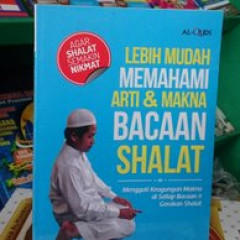 AL-QUDS
AGAR
SHALAT
SEMAKIN
NIKMAT
LEBIH MUDAH
MEMAHAMI
ARTI & MAKNA
BACAAN
SHALAT
Menggali Keagungan Makna
di Setiap Bacaan &
Gerakan Shalat